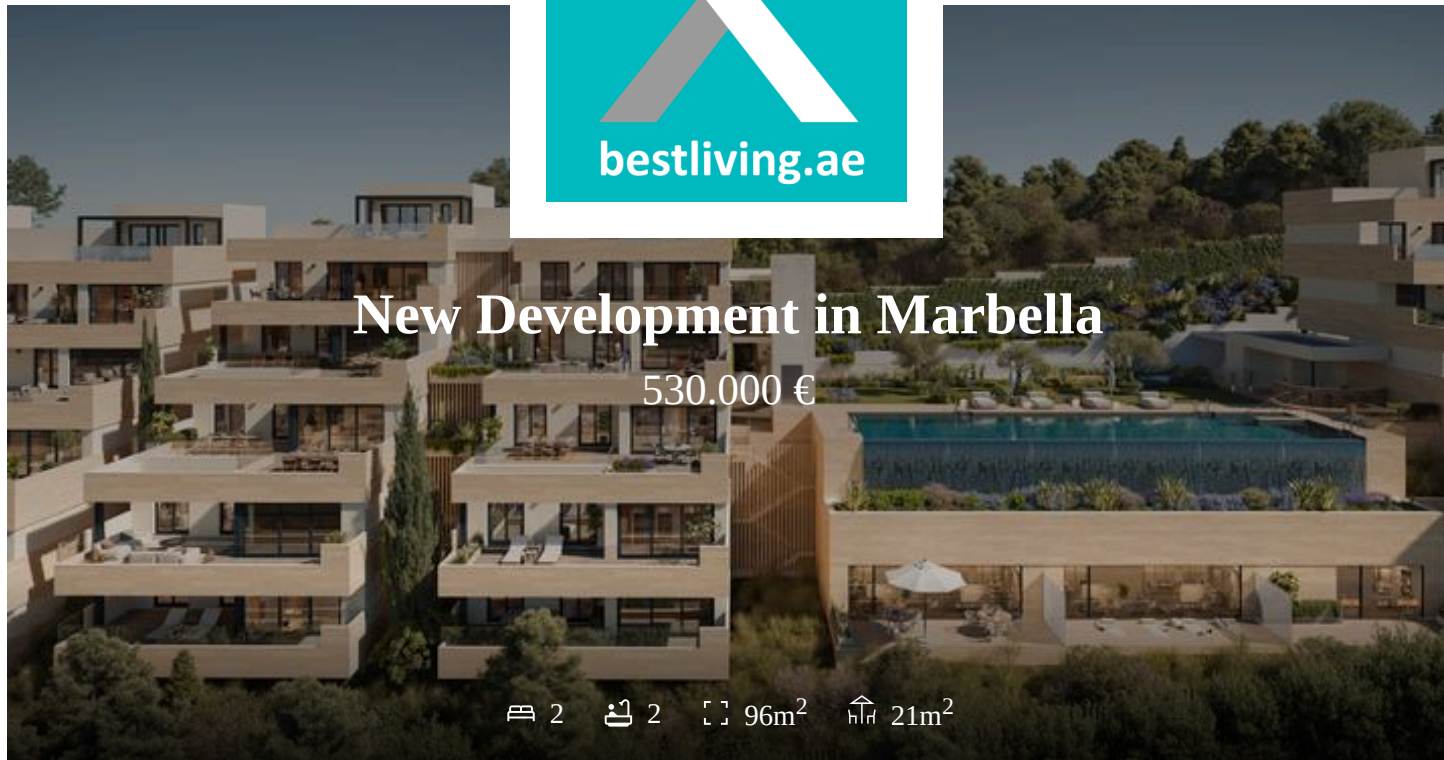 bestliving.ae
New Development in Marbella
530.000 €
2 2 96m² 21m²